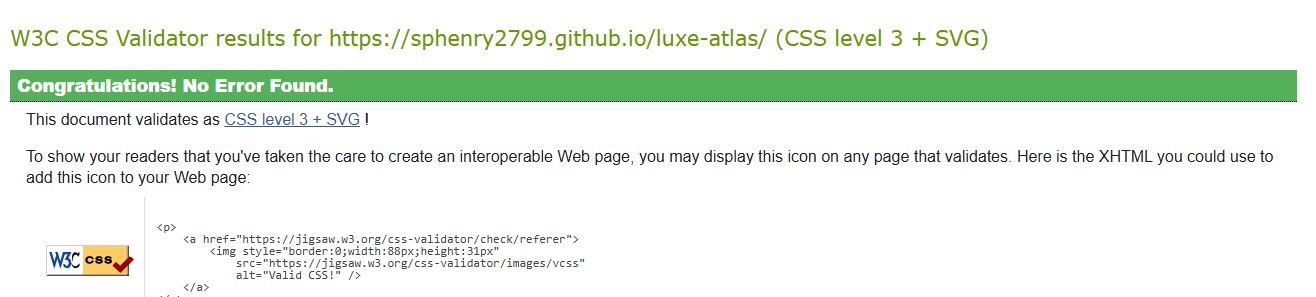 W3C CSS Validator results for https://sphenry2799.github.io/luxe-atlas/ (CSS level 3 + SVG)
Congratulations! No Error Found.
This document validates as CSS level 3 + SVG !
To show your readers that you've taken the care to create an interoperable Web page, you may display this icon on any page that validates. Here is the XHTML you could use to
add this icon to your Web page:
<p>
<a href="https://jigsaw.w3.org/css-validator/check/referer">
<img style="border:0;width:88px;height:31px"
W3C css
src="https://jigsaw.w3.org/css-validator/images/vcss"
alt="Valid CSS!" />
</a>